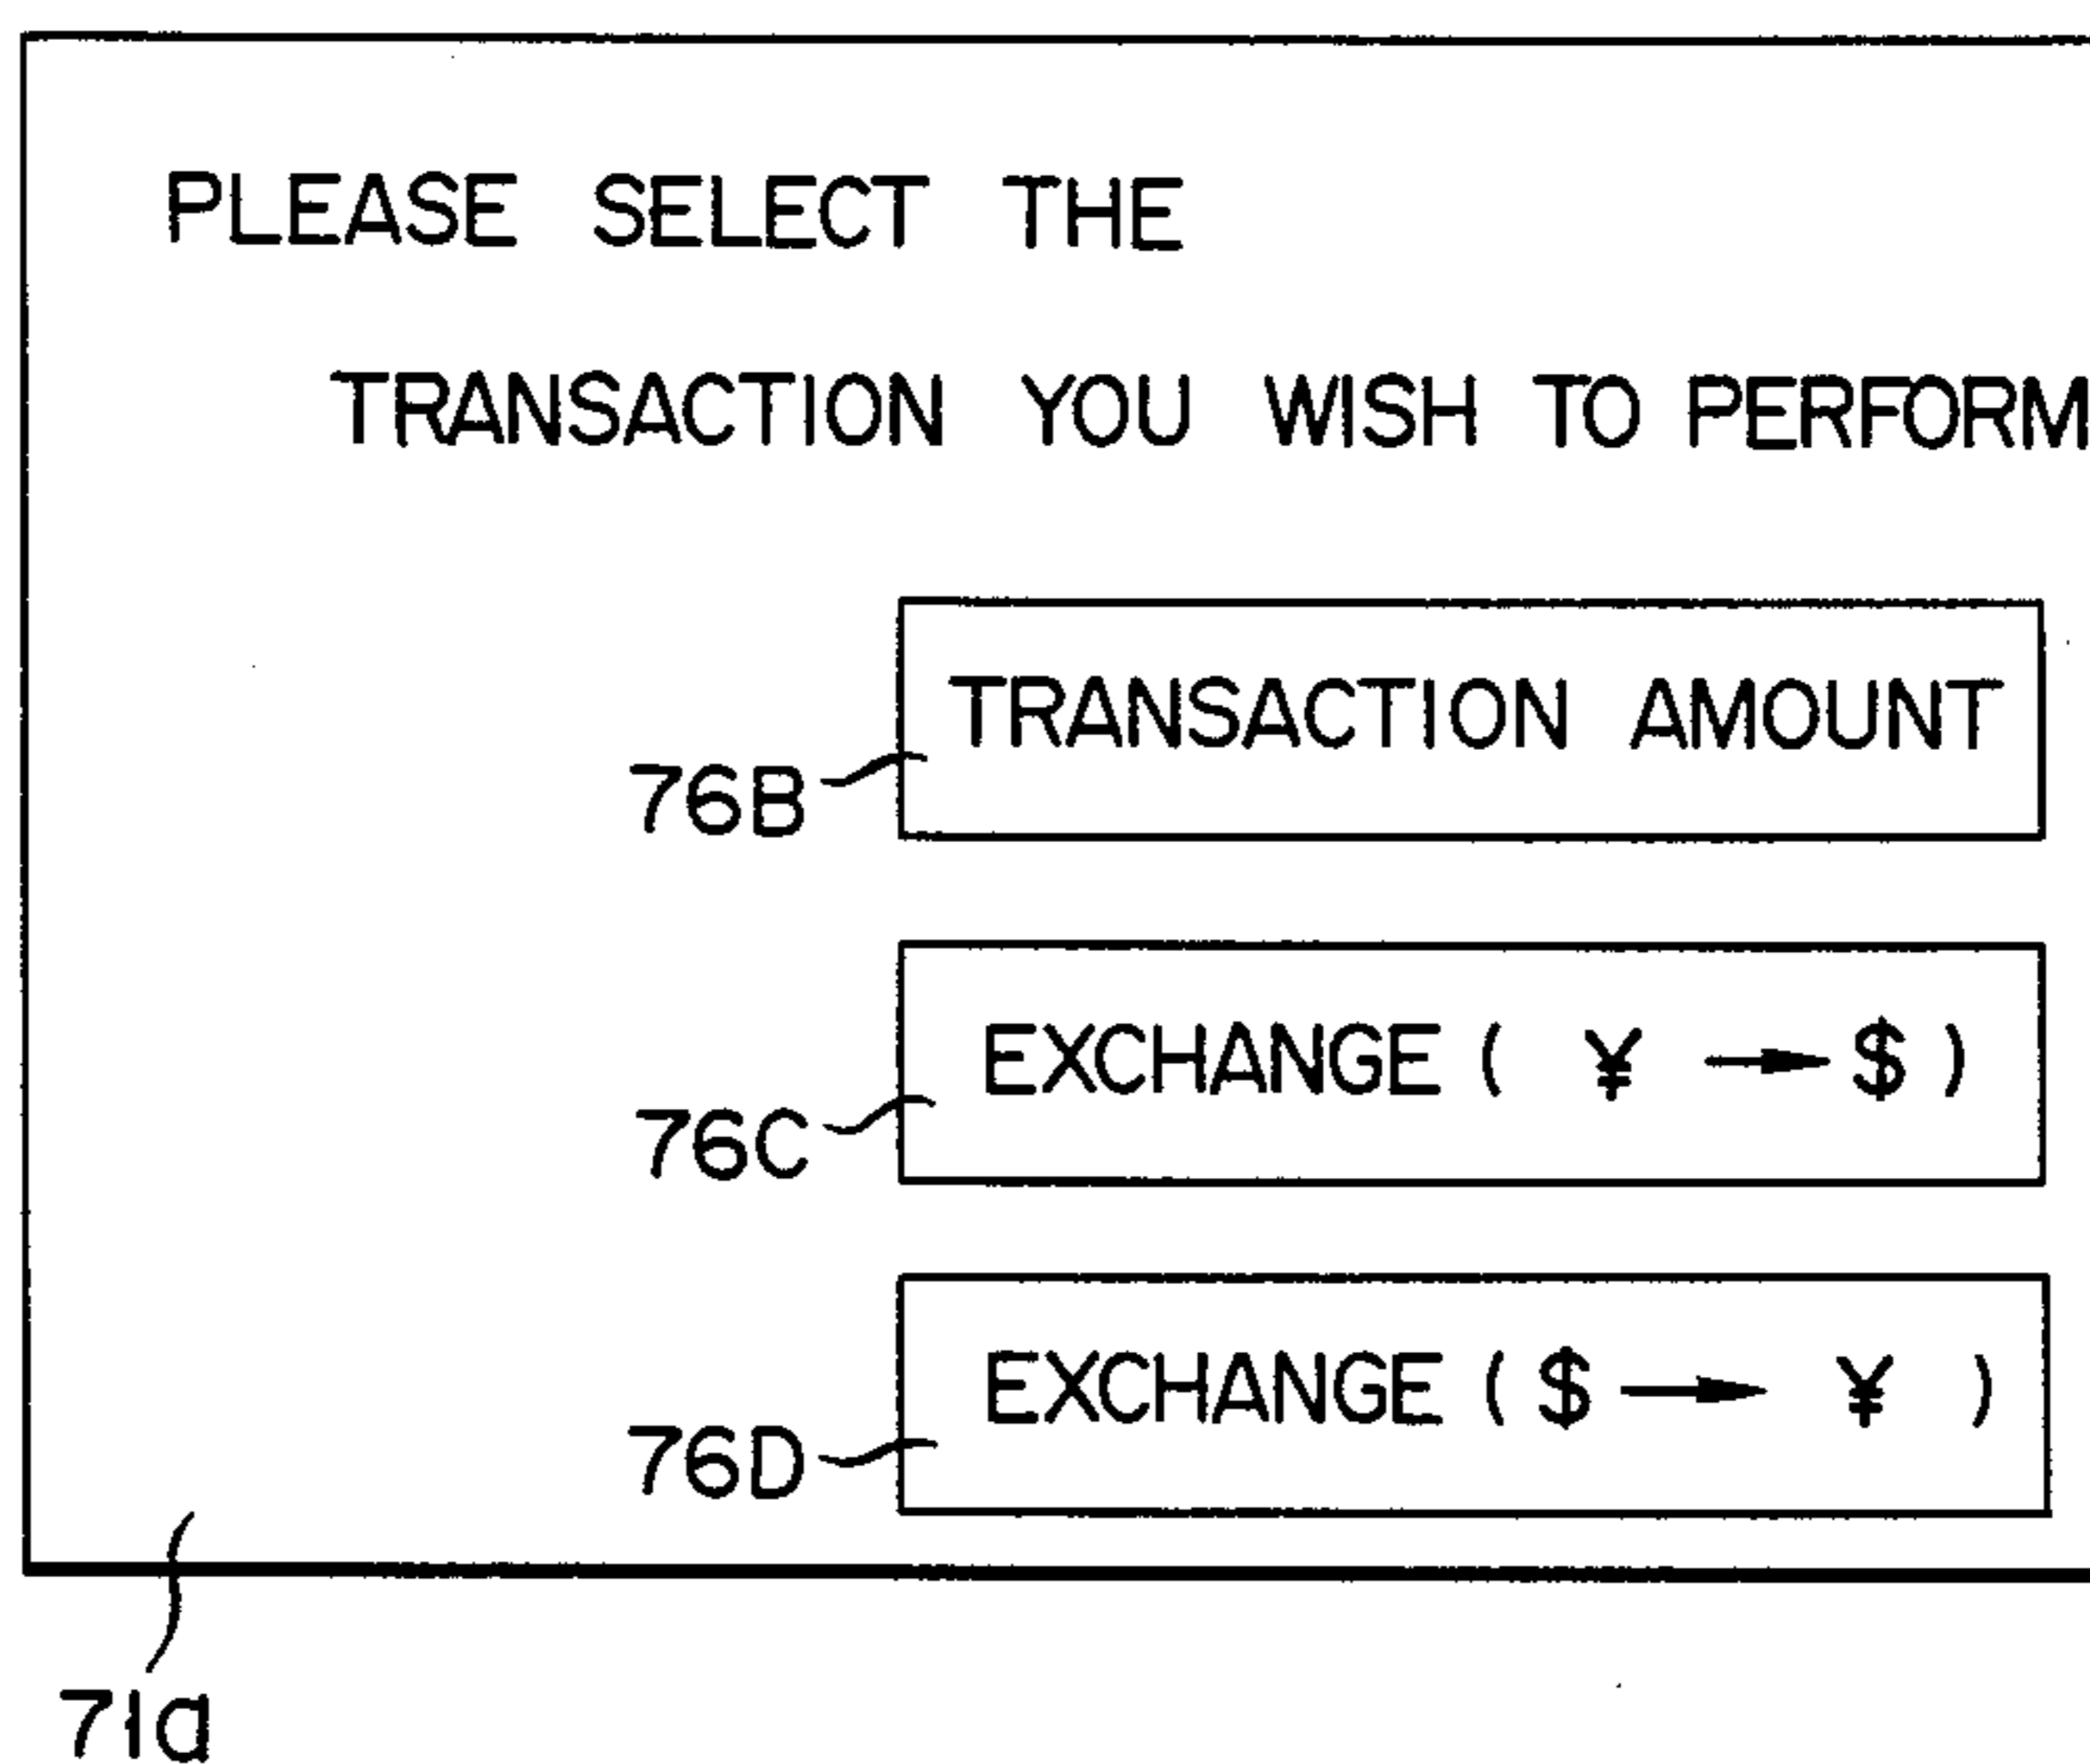 PLEASE SELECT THE
TRANSACTION YOU WISH TO PERFORM
TRANSACTION AMOUNT
76B
EXCHANGE ( ¥ → $ )
76C
EXCHANGE ( $ → ¥ )
76D
71a